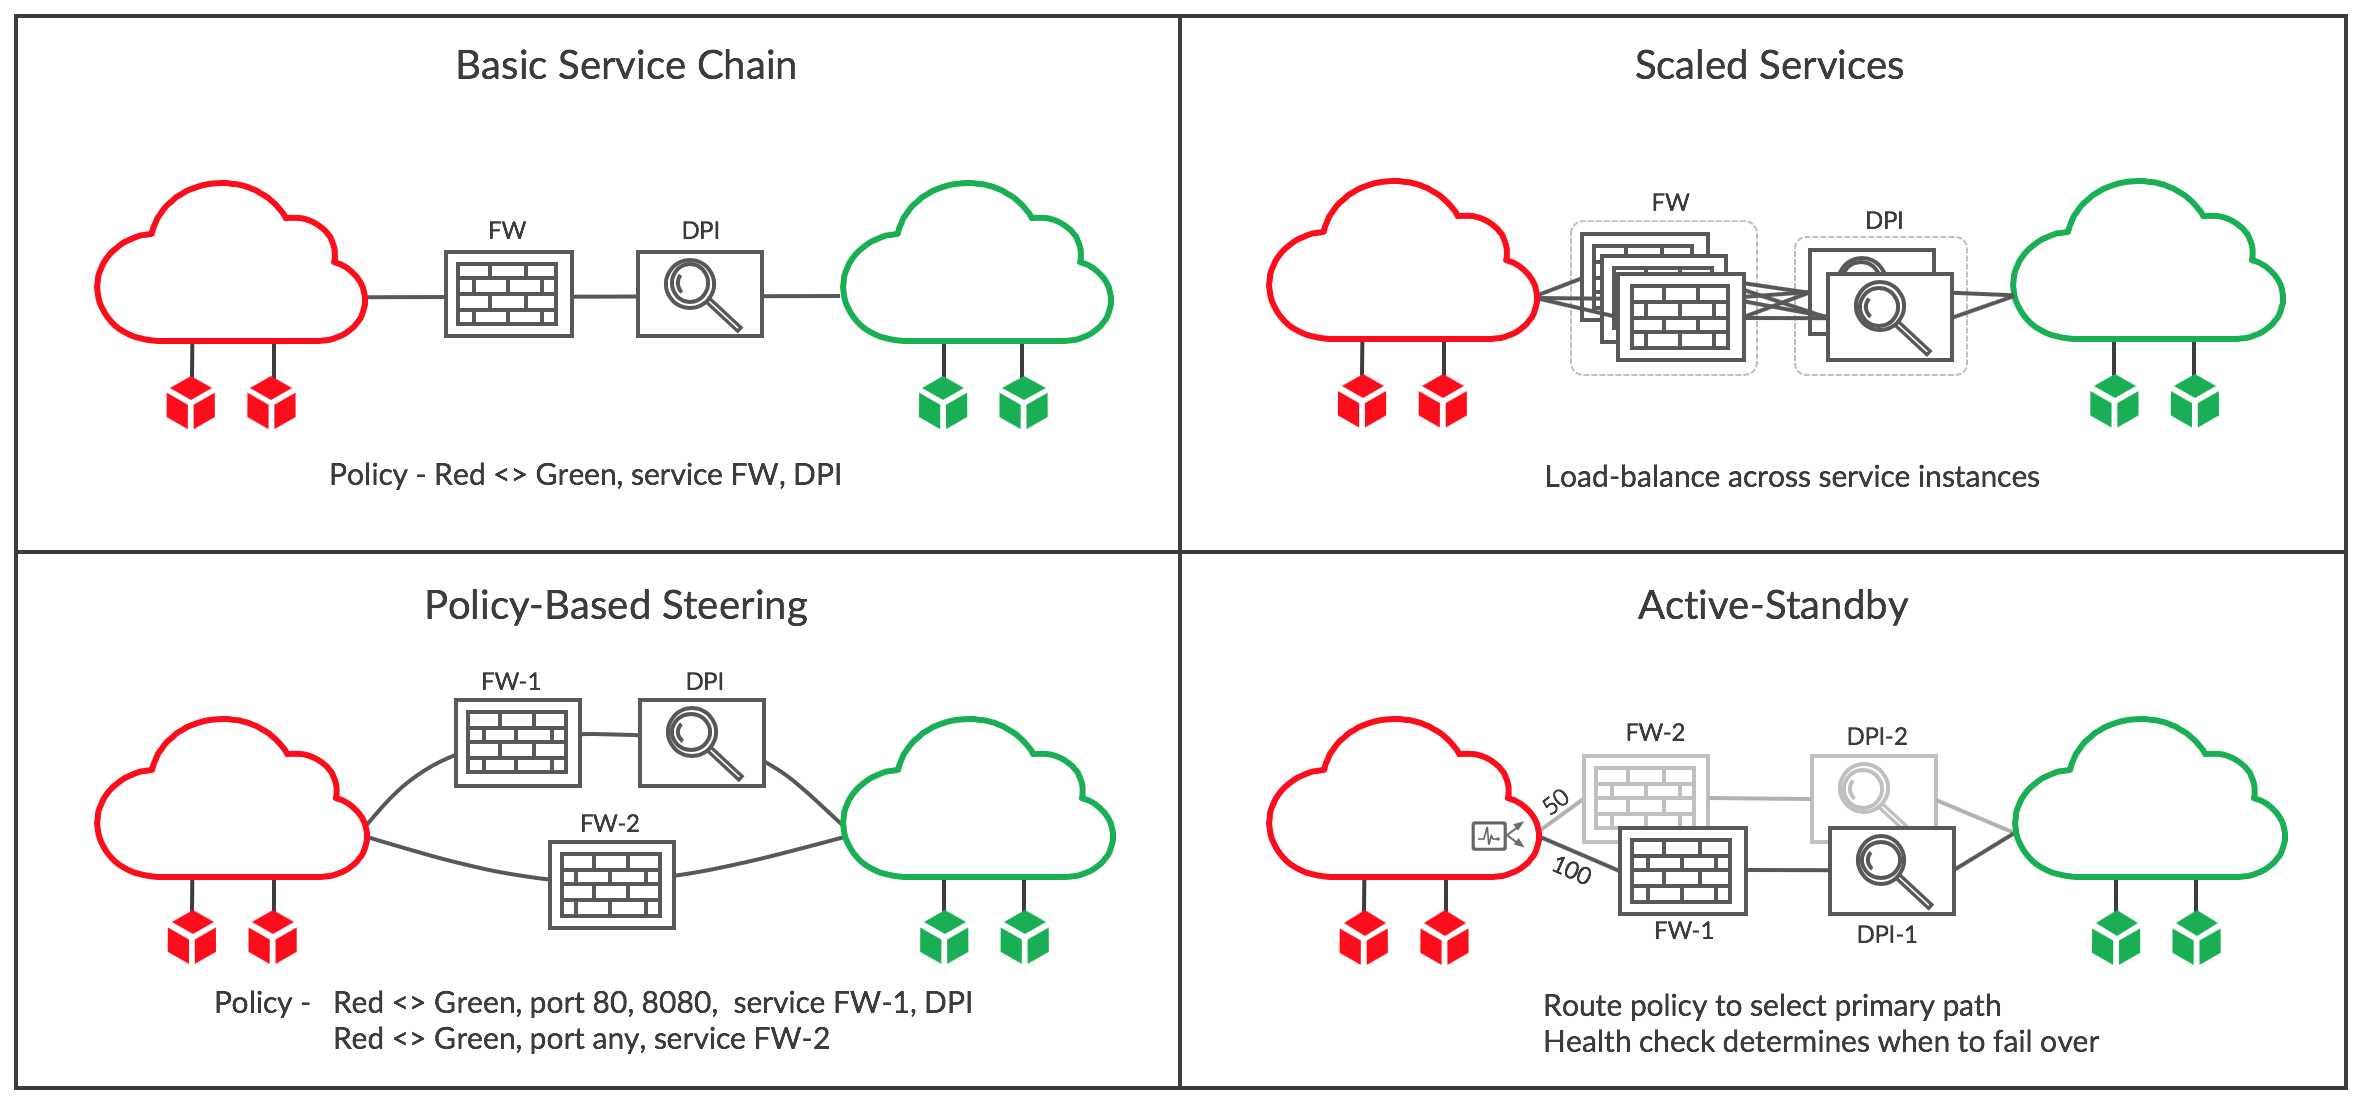 Basic Service Chain
FW
DPI
Policy - Red <> Green, service FW, DPI
Scaled Services
FW
DPI
Load-balance across service instances
Policy-Based Steering
FW-1
DPI
FW-2
Policy - Red <> Green, port 80, 8080, service FW-1, DPI
Red <> Green, port any, service FW-2
Active-Standby
FW-2
DPI-2
50
100
FW-1
DPI-1
Route policy to select primary path
Health check determines when to fail over